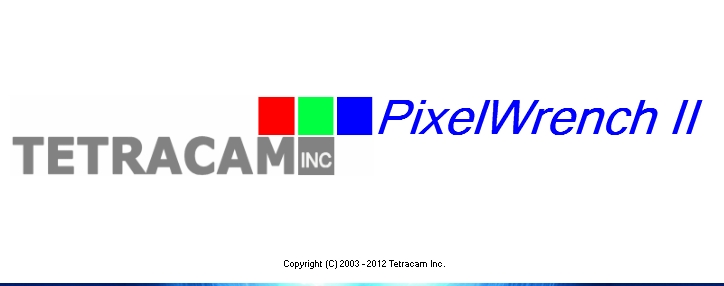 PixelWrench II
TETRACAM INC
Copyright (C) 2003 - 2012 Tetracam Inc.